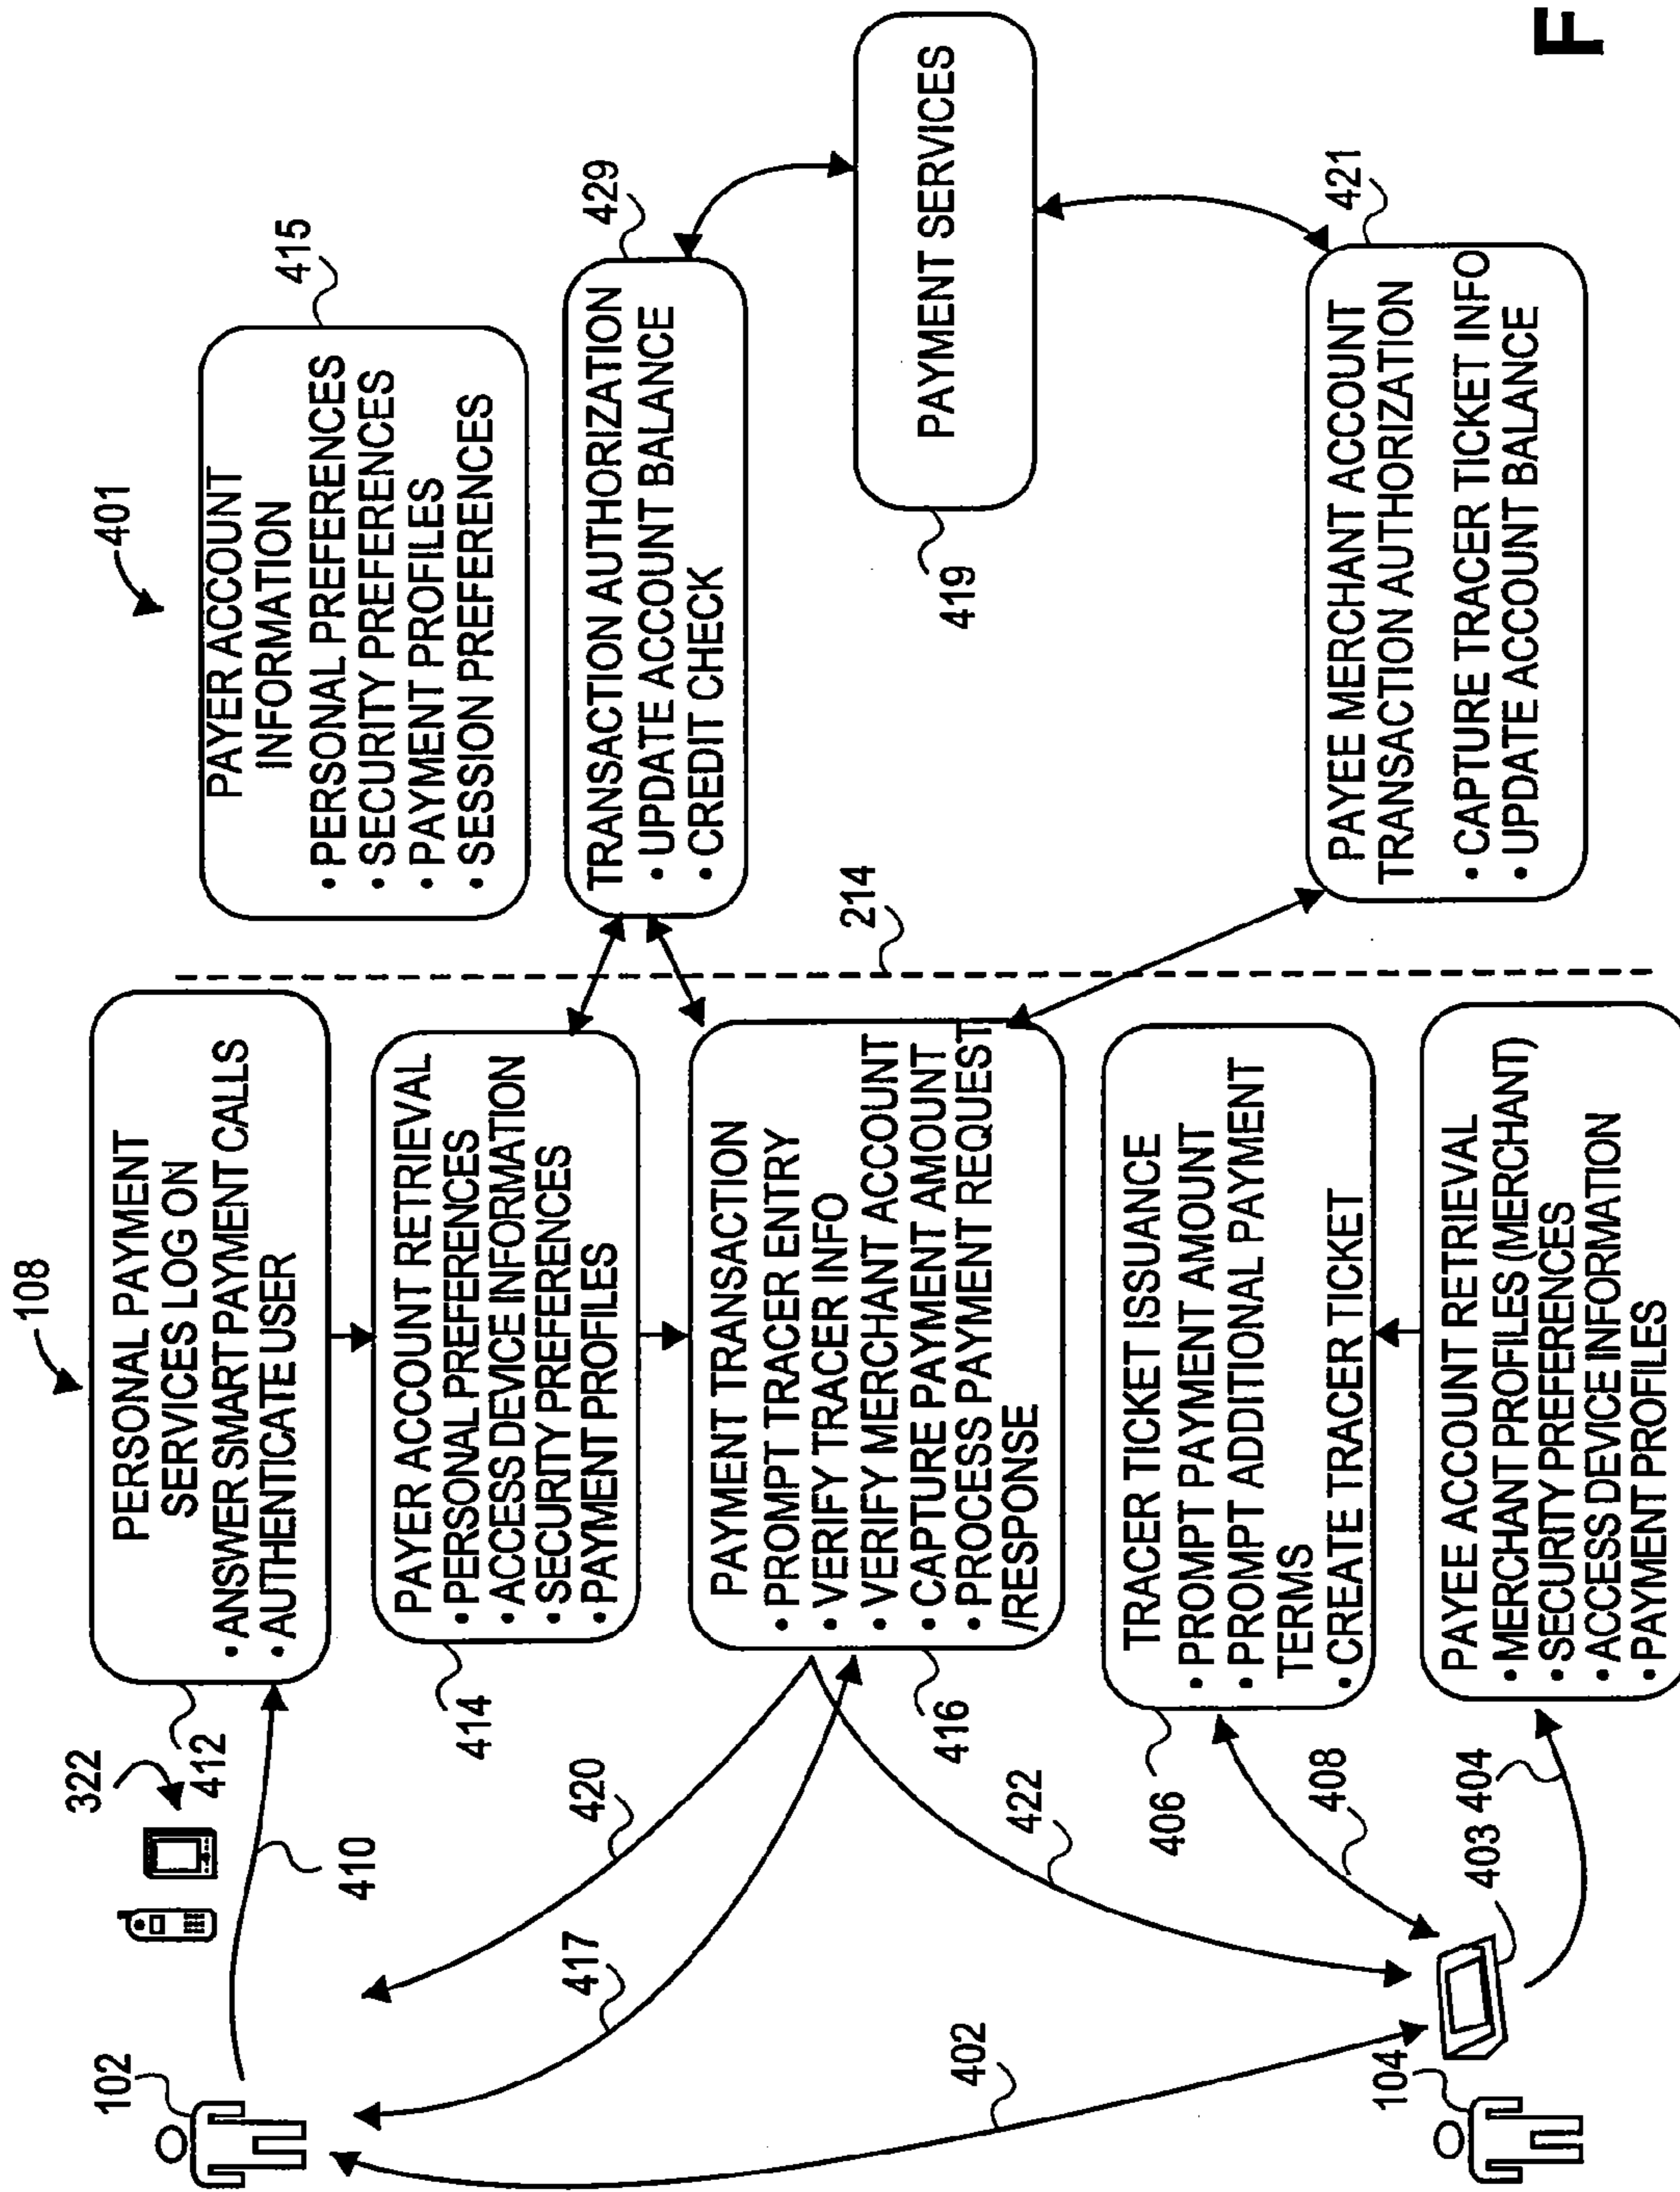 108
401
322
412
PERSONAL PAYMENT
SERVICES LOG ON
• ANSWER SMART PAYMENT CALLS
• AUTHENTICATE USER
415
PAYER ACCOUNT
INFORMATION
• PERSONAL PREFERENCES
• SECURITY PREFERENCES
• PAYMENT PROFILES
• SESSION PREFERENCES
102
410
414
PAYER ACCOUNT RETRIEVAL
• PERSONAL PREFERENCES
• ACCESS DEVICE INFORMATION
• SECURITY PREFERENCES
• PAYMENT PROFILES
429
TRANSACTION AUTHORIZATION
• UPDATE ACCOUNT BALANCE
• CREDIT CHECK
420
417
416
PAYMENT TRANSACTION
• PROMPT TRACER ENTRY
• VERIFY TRACER INFO
• VERIFY MERCHANT ACCOUNT
• CAPTURE PAYMENT AMOUNT
• PROCESS PAYMENT REQUEST
/RESPONSE
214
419
PAYMENT SERVICES
402
422
406
408
TRACER TICKET ISSUANCE
• PROMPT PAYMENT AMOUNT
• PROMPT ADDITIONAL PAYMENT
TERMS
• CREATE TRACER TICKET
421
PAYEE MERCHANT ACCOUNT
TRANSACTION AUTHORIZATION
• CAPTURE TRACER TICKET INFO
• UPDATE ACCOUNT BALANCE
104
403
404
PAYEE ACCOUNT RETRIEVAL
• MERCHANT PROFILES (MERCHANT)
• SECURITY PREFERENCES
• ACCESS DEVICE INFORMATION
• PAYMENT PROFILES
F